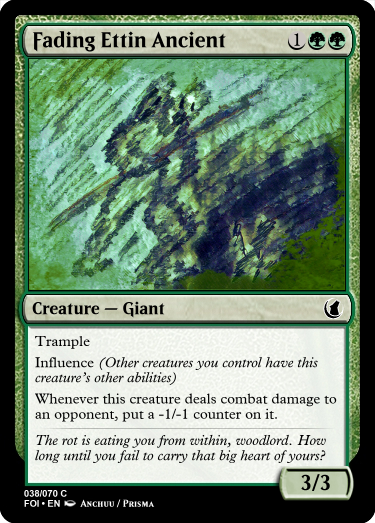 Fading Ettin Ancient 1
Creature — Giant
Trample
Influence (Other creatures you control have this
creature's other abilities)
Whenever this creature deals combat damage to
an opponent, put a -1/-1 counter on it.
The rot is eating you from within, woodlord. How
long until you fail to carry that big heart of yours?
3/3
038/070 C
FOI • EN Anchuu / Prisma